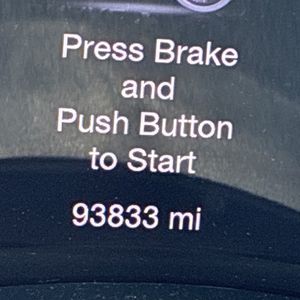 Press Brake
and
Push Button
to Start
93833 mi